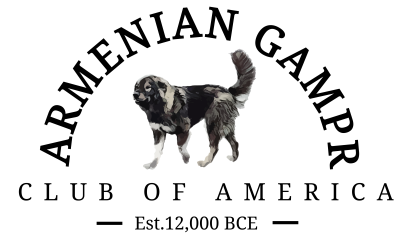 ARMENIAN GAMPR
CLUB OF AMERICA
Est.12,000 BCE